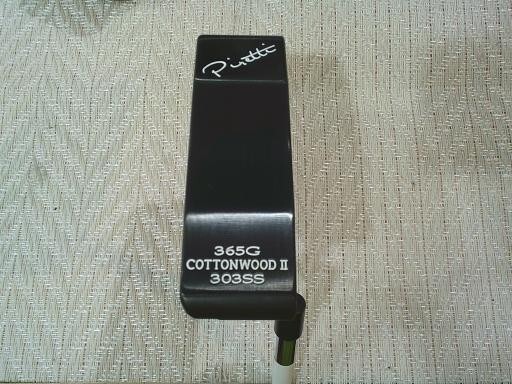 Piretti
365G
COTTONWOOD II
303SS